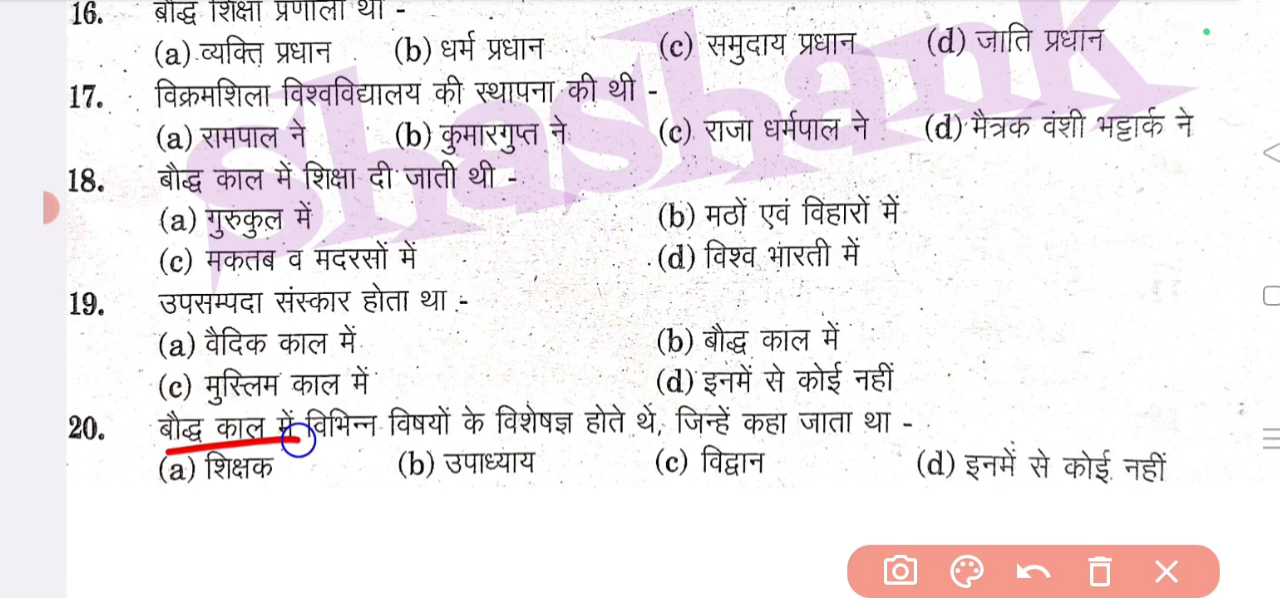 16. बौद्ध शिक्षा प्रणाली थी -
(a) व्यक्ति प्रधान (b) धर्म प्रधान (c) समुदाय प्रधान (d) जाति प्रधान
17. विक्रमशिला विश्वविद्यालय की स्थापना की थी -
(a) रामपाल ने (b) कुमारगुप्त ने (c) राजा धर्मपाल ने (d) मैत्रक वंशी भट्टार्क ने
18. बौद्ध काल में शिक्षा दी जाती थी -
(a) गुरुकुल में (b) मठों एवं विहारों में
(c) मकतब व मदरसों में (d) विश्व भारती में
19. उपसम्पदा संस्कार होता था :-
(a) वैदिक काल में (b) बौद्ध काल में
(c) मुस्लिम काल में (d) इनमें से कोई नहीं
20. बौद्ध काल में विभिन्न विषयों के विशेषज्ञ होते थे, जिन्हें कहा जाता था -
(a) शिक्षक (b) उपाध्याय (c) विद्वान (d) इनमें से कोई नहीं
shashank